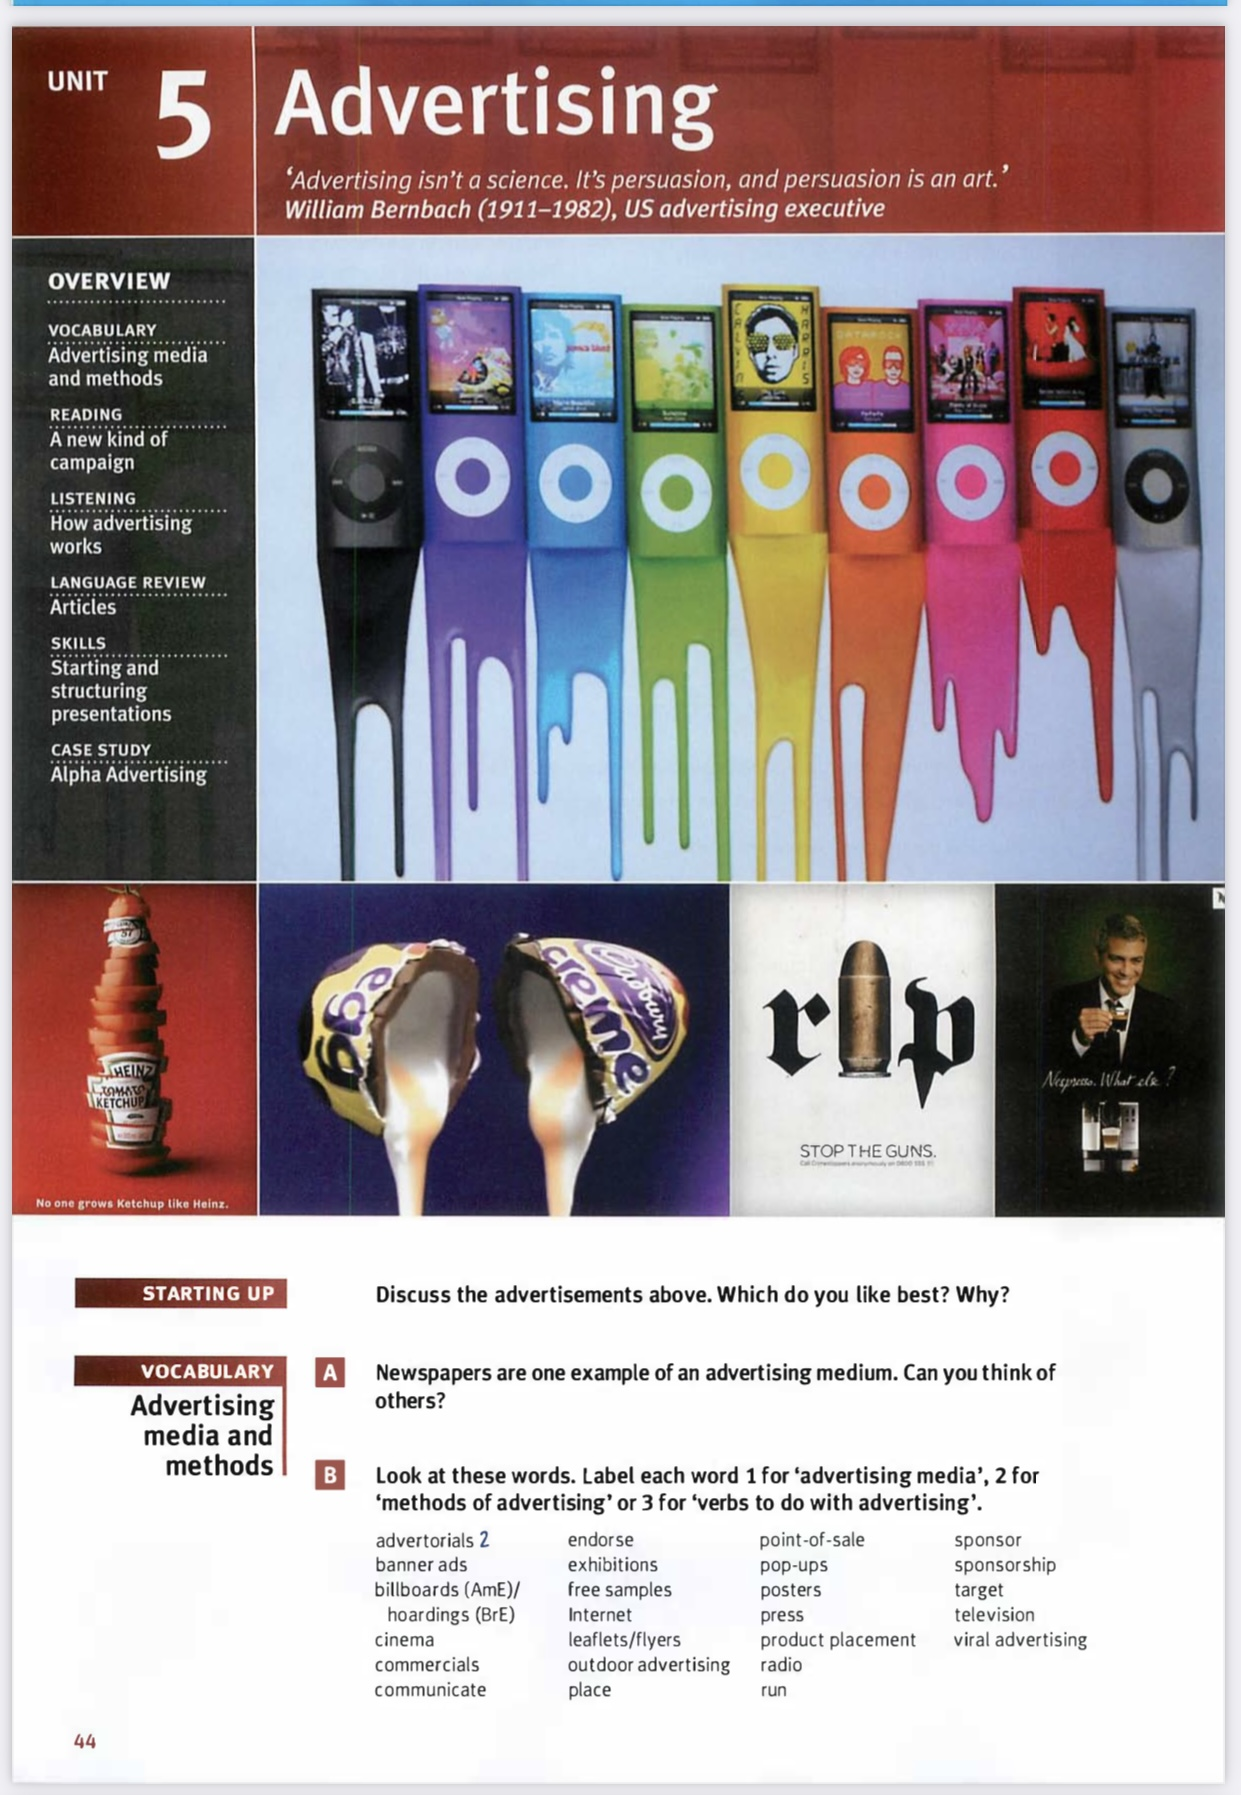 UNIT 5
Advertising
‘Advertising isn't a science. It's persuasion, and persuasion is an art.’
William Bernbach (1911–1982), US advertising executive
OVERVIEW
VOCABULARY
Advertising media
and methods
READING
A new kind of
campaign
LISTENING
How advertising
works
LANGUAGE REVIEW
Articles
SKILLS
Starting and
structuring
presentations
CASE STUDY
Alpha Advertising
CALVIN
HARRIS
DATAROCK
57
HEINZ
TOMATO
KETCHUP
No one grows Ketchup like Heinz.
egg
Cadbury
creme
rip
STOP THE GUNS.
Nespresso. What else?
STARTING UP
Discuss the advertisements above. Which do you like best? Why?
VOCABULARY
Advertising
media and
methods
A
Newspapers are one example of an advertising medium. Can you think of
others?
B
Look at these words. Label each word 1 for ‘advertising media’, 2 for
‘methods of advertising’ or 3 for ‘verbs to do with advertising’.
advertorials 2
banner ads
billboards (AmE)/
hoardings (BrE)
cinema
commercials
communicate
endorse
exhibitions
free samples
Internet
leaflets/flyers
outdoor advertising
place
point-of-sale
pop-ups
posters
press
product placement
radio
run
sponsor
sponsorship
target
television
viral advertising
44